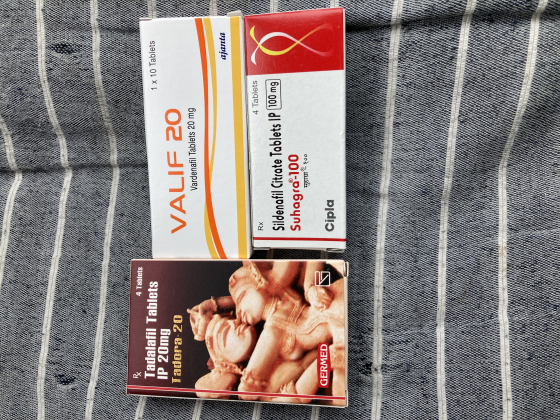 VALIF 20
Vardenafil Tablets 20 mg
1 x 10 Tablets
ajanta
Rx
4 Tablets
Sildenafil Citrate Tablets IP 100 mg
Suhagra®-100
सुहाग्रा® १००
Cipla
Rx
4 Tablets
Tadalafil Tablets
IP 20mg
Tadora-20
GERMED